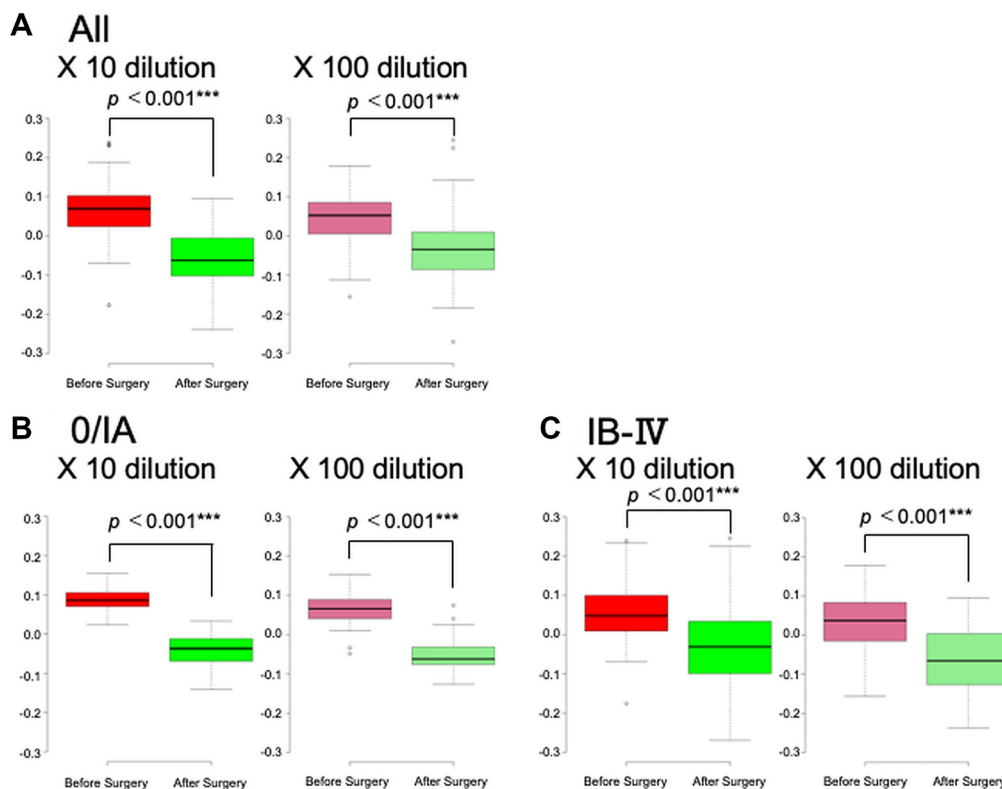 A All
X 10 dilution X 100 dilution
p < 0.001*** p < 0.001***
0.3 0.3
0.2 0.2
0.1 0.1
0.0 0.0
-0.1 -0.1
-0.2 -0.2
-0.3 -0.3
Before Surgery After Surgery Before Surgery After Surgery
B 0/IA C IB-Ⅳ
X 10 dilution X 100 dilution X 10 dilution X 100 dilution
p < 0.001*** p < 0.001*** p < 0.001*** p < 0.001***
0.3 0.3 0.3 0.3
0.2 0.2 0.2 0.2
0.1 0.1 0.1 0.1
0.0 0.0 0.0 0.0
-0.1 -0.1 -0.1 -0.1
-0.2 -0.2 -0.2 -0.2
-0.3 -0.3 -0.3 -0.3
Before Surgery After Surgery Before Surgery After Surgery Before Surgery After Surgery Before Surgery After Surgery